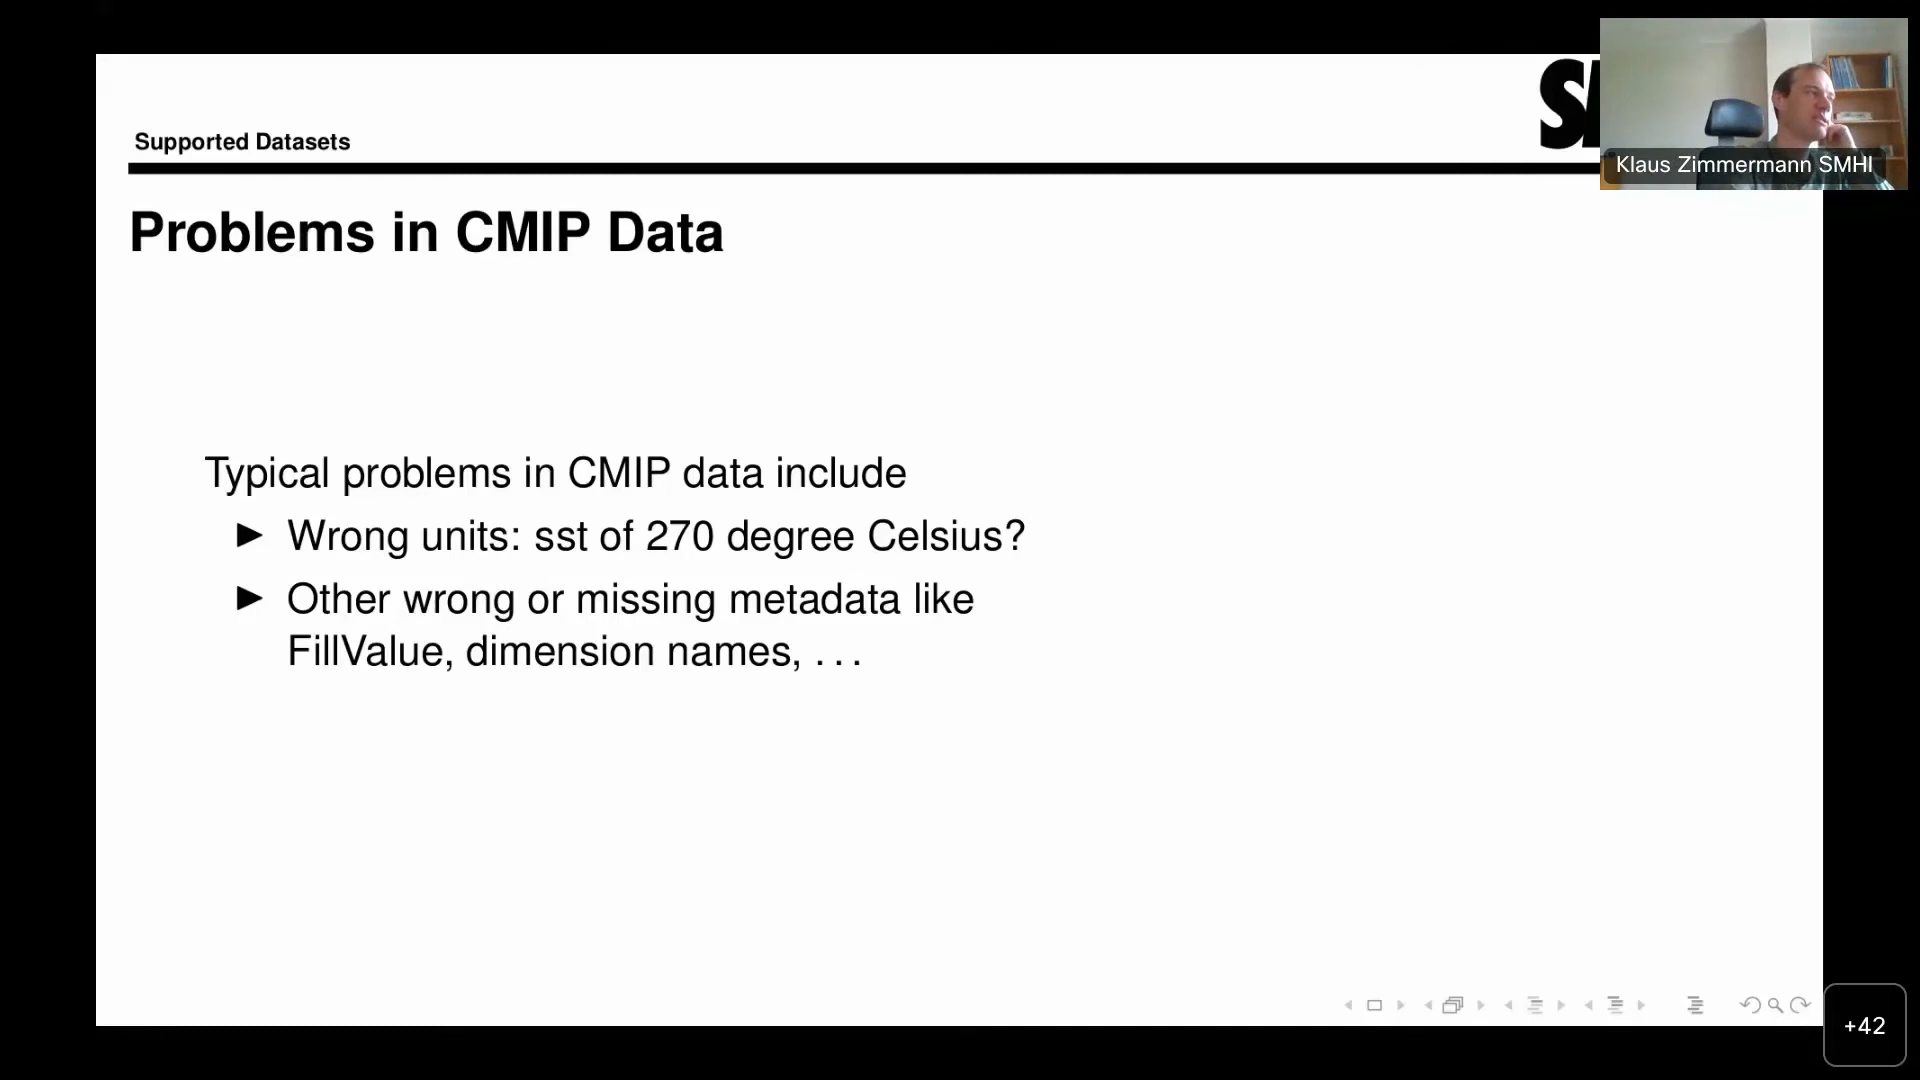 Supported Datasets
Klaus Zimmermann SMHI
Problems in CMIP Data
Typical problems in CMIP data include
► Wrong units: sst of 270 degree Celsius?
► Other wrong or missing metadata like
FillValue, dimension names, . . .
+42